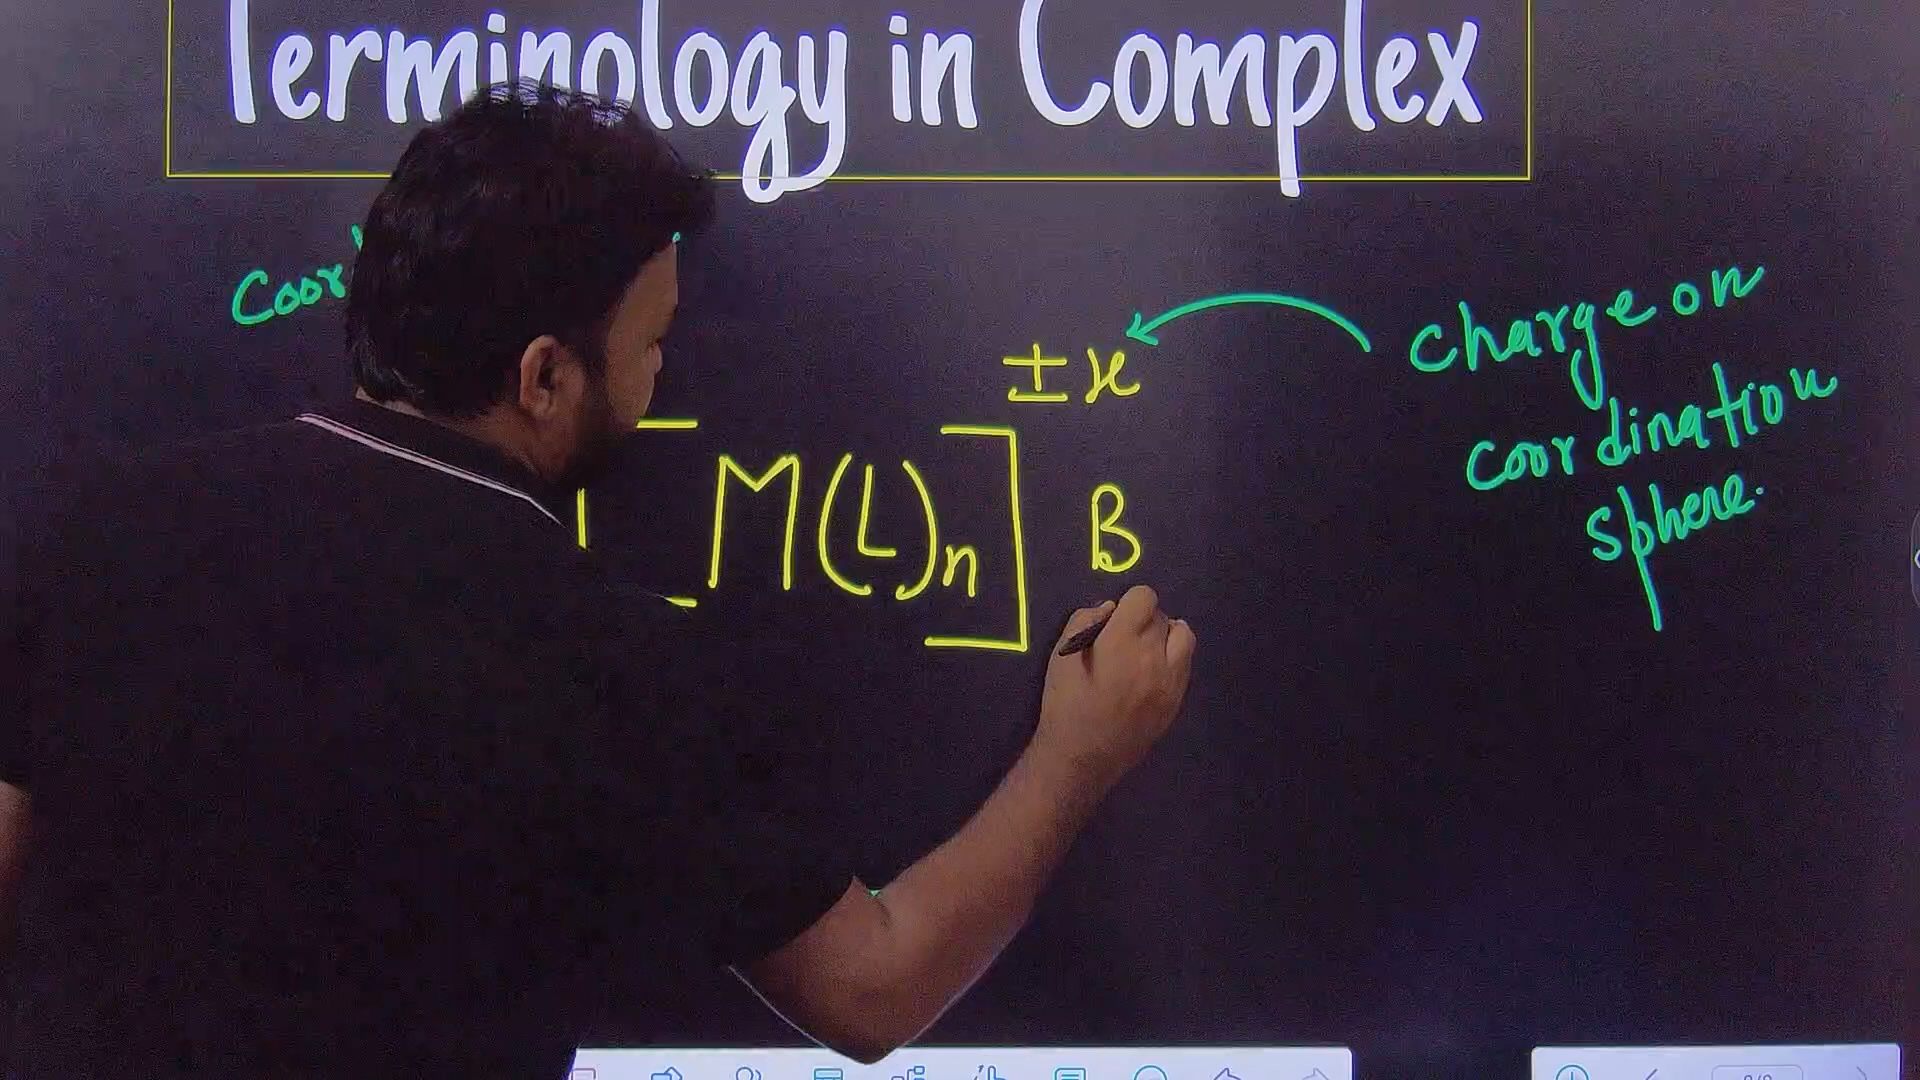 Terminology in Complex
Charge on
coordination
sphere.
± x
[M(L)n] B